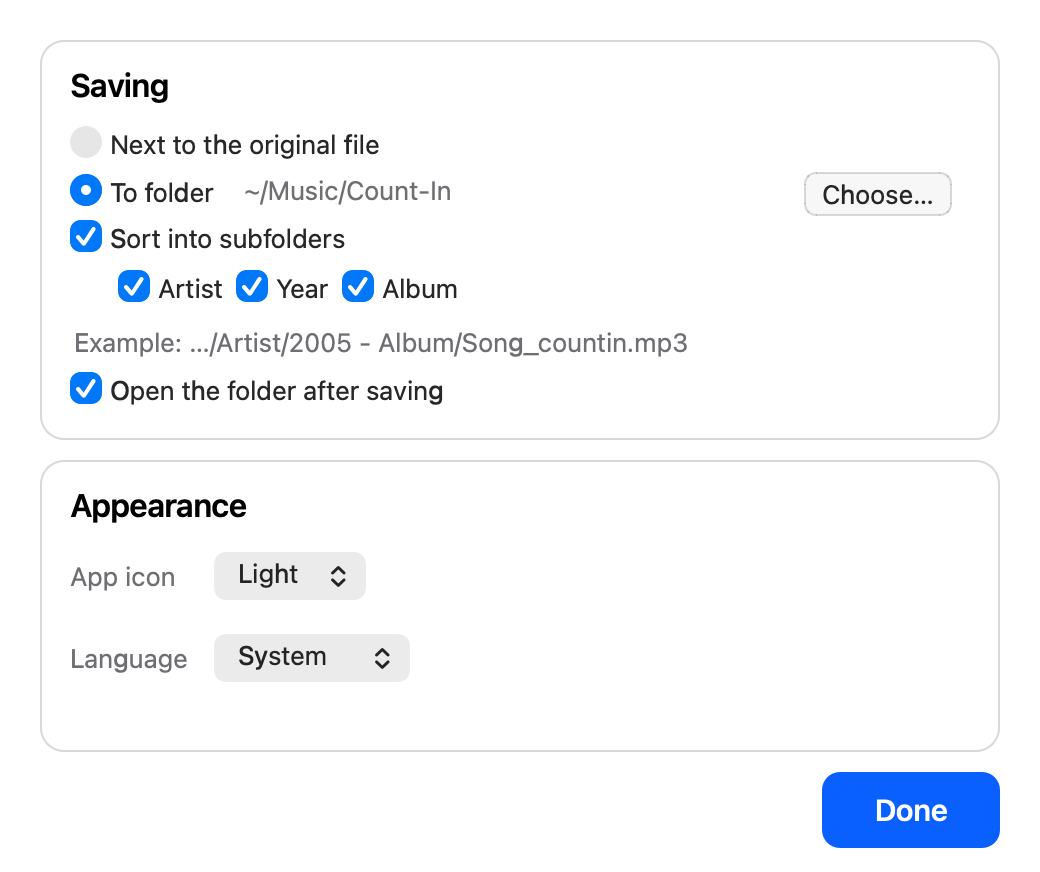 Saving
Next to the original file
To folder ~/Music/Count-In Choose...
Sort into subfolders
Artist Year Album
Example: .../Artist/2005 - Album/Song_countin.mp3
Open the folder after saving
Appearance
App icon Light
Language System
Done